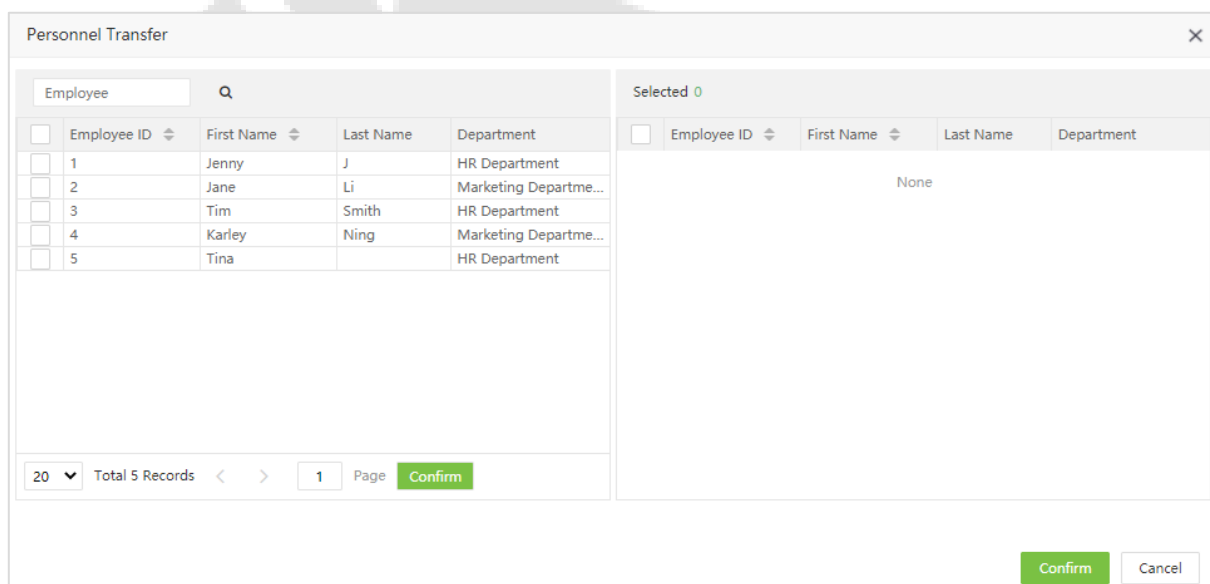 Personnel Transfer
Employee
Selected 0
Employee ID First Name Last Name Department
Employee ID First Name Last Name Department
1 Jenny J HR Department
None
2 Jane Li Marketing Departme...
3 Tim Smith HR Department
4 Karley Ning Marketing Departme...
5 Tina HR Department
20 Total 5 Records < > 1 Page Confirm
Confirm Cancel